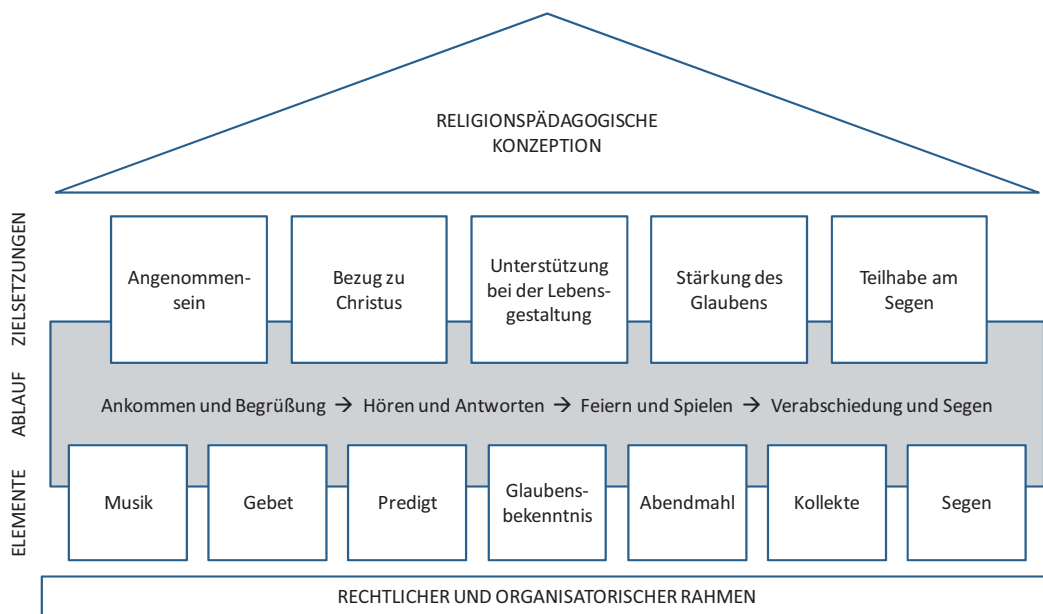 RELIGIONSPÄDAGOGISCHE
KONZEPTION
ZIELSETZUNGEN
Angenommen-
sein
Bezug zu
Christus
Unterstützung
bei der Lebens-
gestaltung
Stärkung des
Glaubens
Teilhabe am
Segen
ABLAUF
Ankommen und Begrüßung → Hören und Antworten → Feiern und Spielen → Verabschiedung und Segen
ELEMENTE
Musik
Gebet
Predigt
Glaubens-
bekenntnis
Abendmahl
Kollekte
Segen
RECHTLICHER UND ORGANISATORISCHER RAHMEN